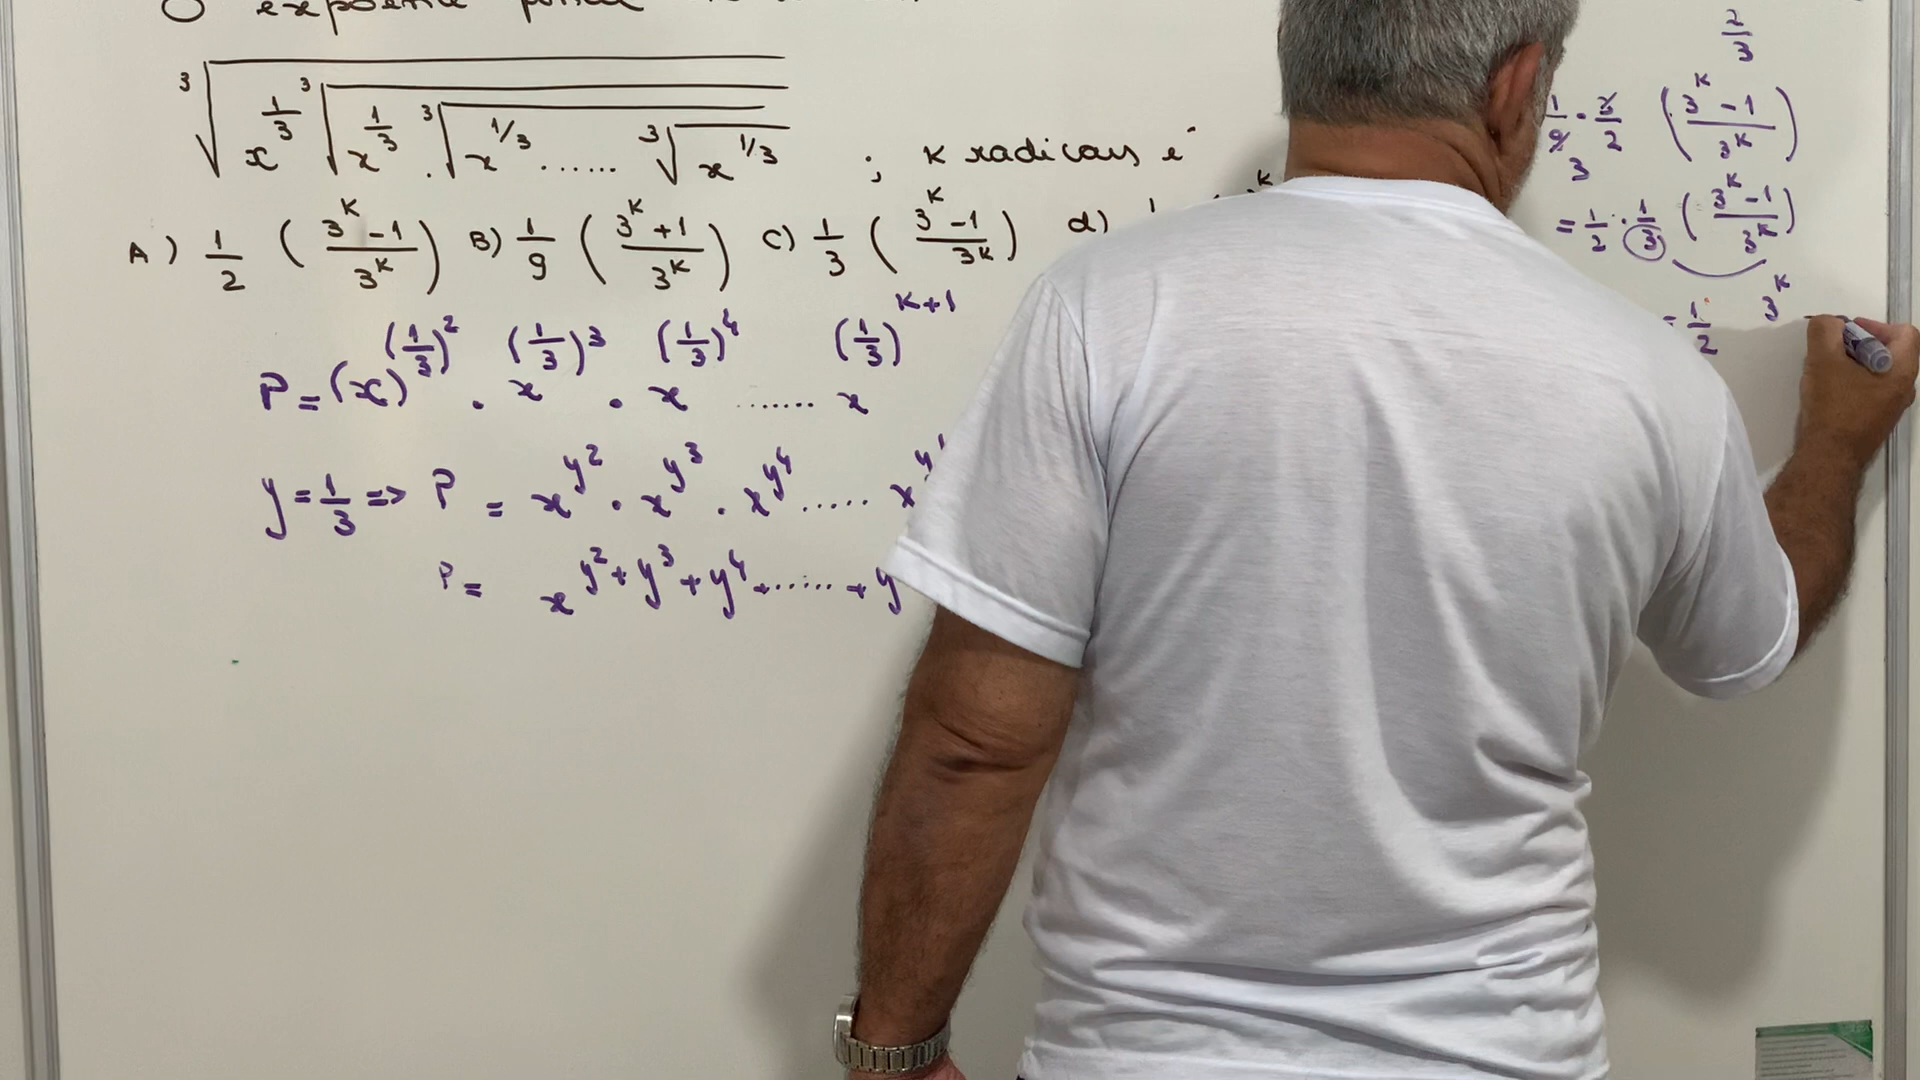 O expoente
∛(x^(1/3) ∛(x^(1/3) . ∛(x^(1/3) ...... ∛(x^(1/3))))) ; K radicais é
A) 1/2 ((3^K - 1)/3^K) B) 1/9 ((3^K + 1)/3^K) C) 1/3 ((3^K - 1)/3^K) d)
P = (x)^((1/3)^2) . x^((1/3)^3) . x^((1/3)^4) ...... x^((1/3)^(K+1))
y = 1/3 => P = x^(y^2) . x^(y^3) . x^(y^4) ..... x^y
P = x^(y^2 + y^3 + y^4 + ...... + y
2/3
1/9 . 3/2 ((3^K - 1)/3^K)
3
= 1/2 . 1/3 ((3^K - 1)/3^K)
= 1/2 3^K